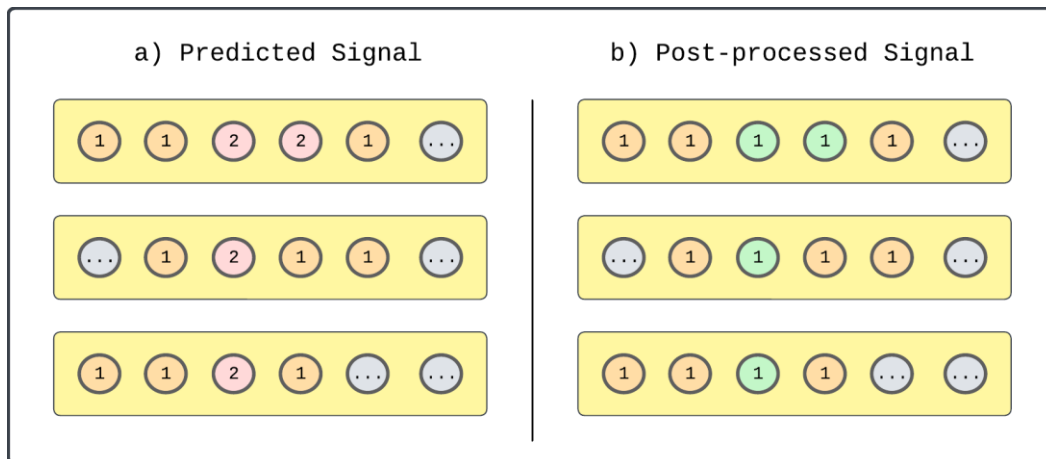 a) Predicted Signal
1 1 2 2 1 ...
... 1 2 1 1 ...
1 1 2 1 ... ...
b) Post-processed Signal
1 1 1 1 1 ...
... 1 1 1 1 ...
1 1 1 1 ... ...